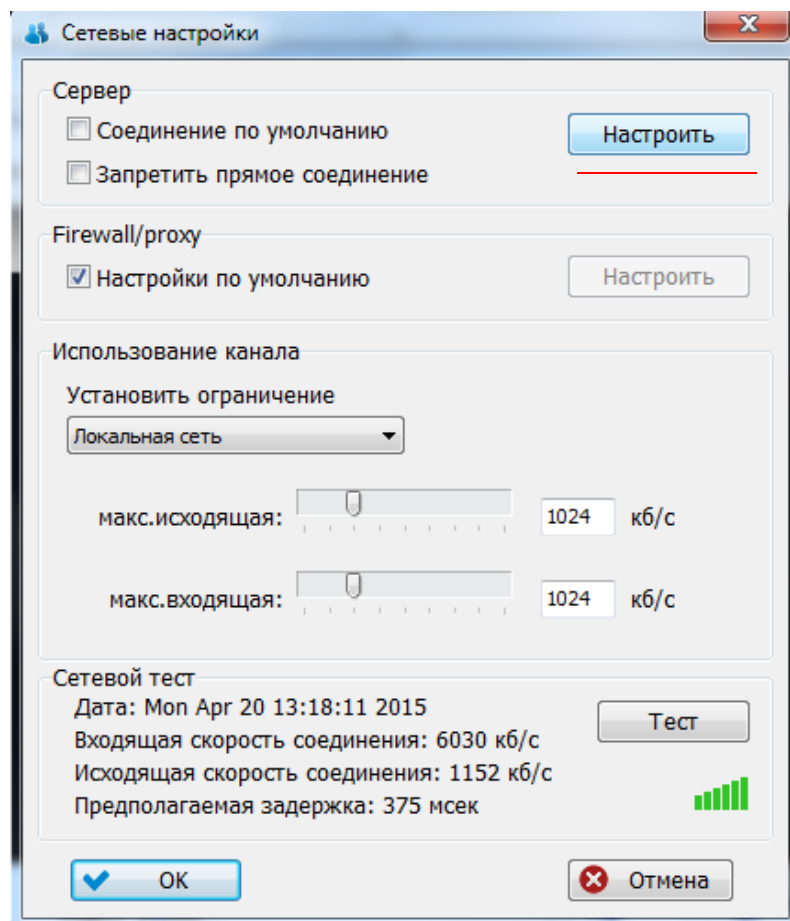 Сетевые настройки
Сервер
Соединение по умолчанию
Настроить
Запретить прямое соединение
Firewall/proxy
Настройки по умолчанию
Настроить
Использование канала
Установить ограничение
Локальная сеть
макс.исходящая: 1024 кб/с
макс.входящая: 1024 кб/с
Сетевой тест
Дата: Mon Apr 20 13:18:11 2015
Тест
Входящая скорость соединения: 6030 кб/с
Исходящая скорость соединения: 1152 кб/с
Предполагаемая задержка: 375 мсек
OK
Отмена